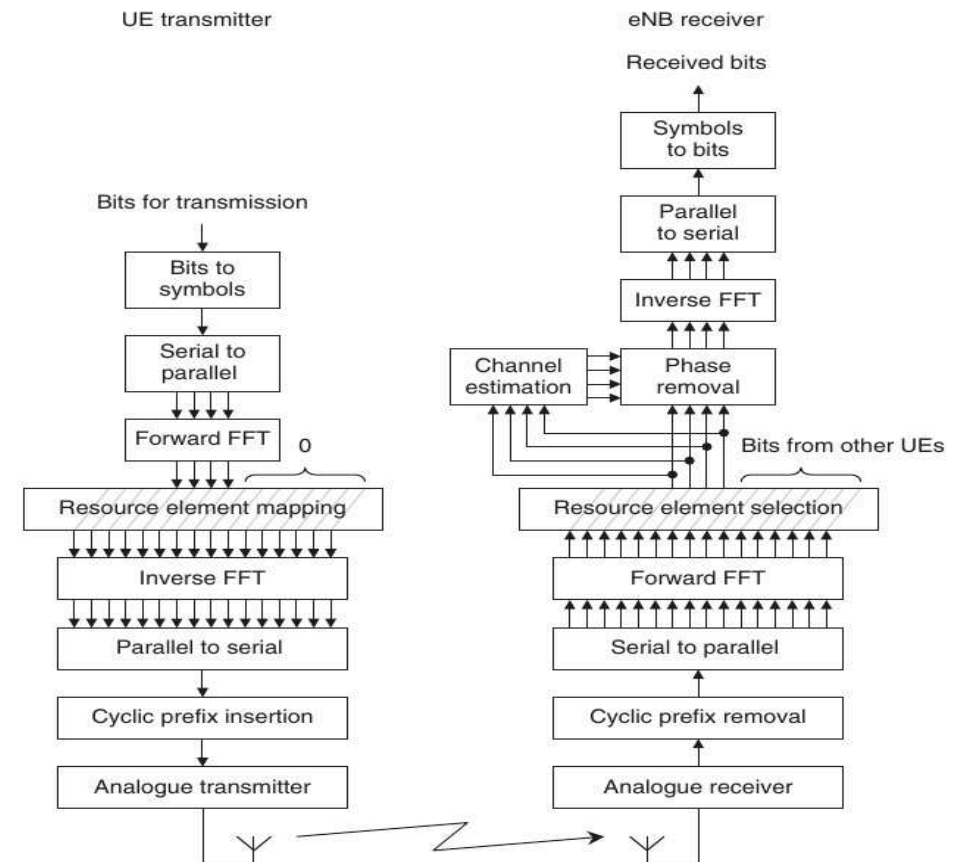 UE transmitter
eNB receiver
Received bits
Symbols
to bits
Bits for transmission
Parallel
to serial
Bits to
symbols
Inverse FFT
Serial to
parallel
Channel
estimation
Phase
removal
Forward FFT
0
Bits from other UEs
Resource element mapping
Resource element selection
Inverse FFT
Forward FFT
Parallel to serial
Serial to parallel
Cyclic prefix insertion
Cyclic prefix removal
Analogue transmitter
Analogue receiver